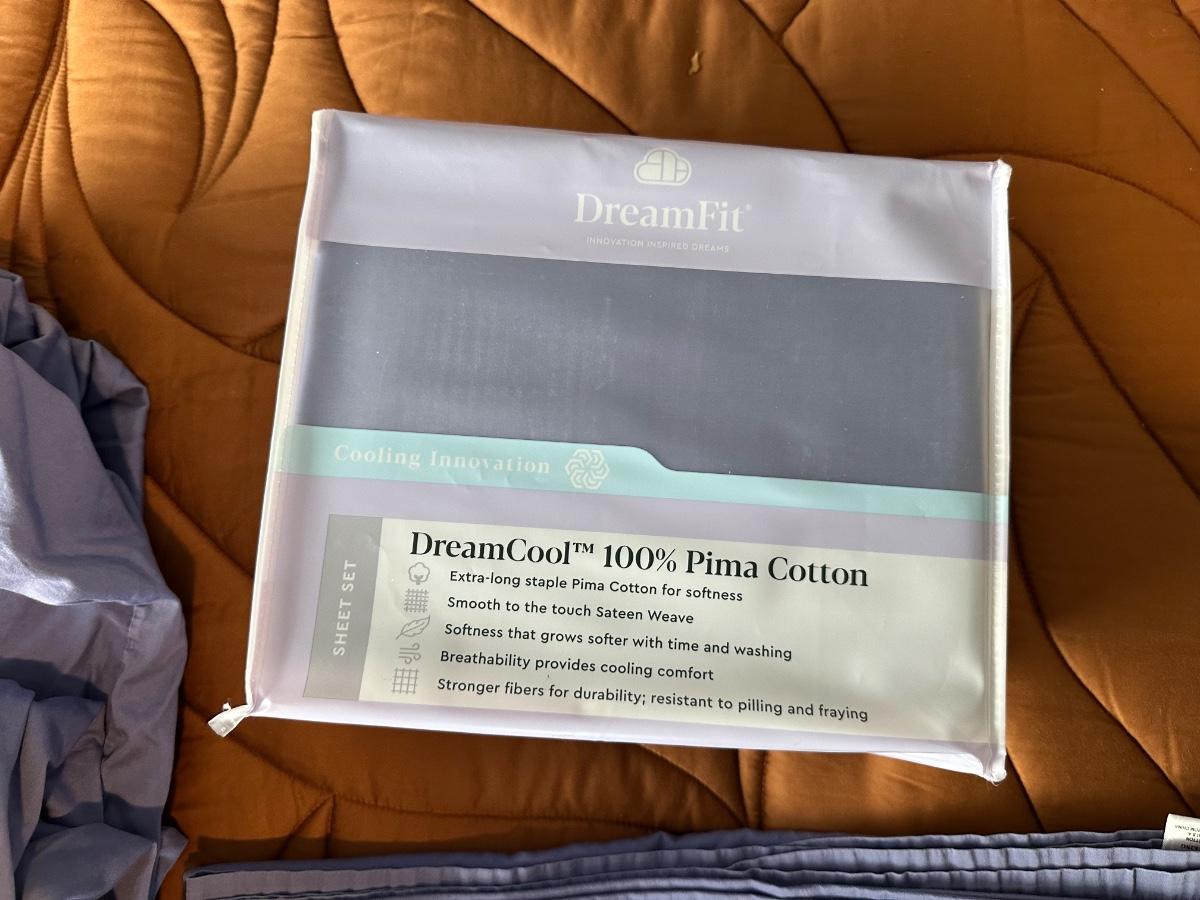 DreamFit®
INNOVATION INSPIRED DREAMS
Cooling Innovation
SHEET SET
DreamCool™ 100% Pima Cotton
Extra-long staple Pima Cotton for softness
Smooth to the touch Sateen Weave
Softness that grows softer with time and washing
Breathability provides cooling comfort
Stronger fibers for durability; resistant to pilling and fraying